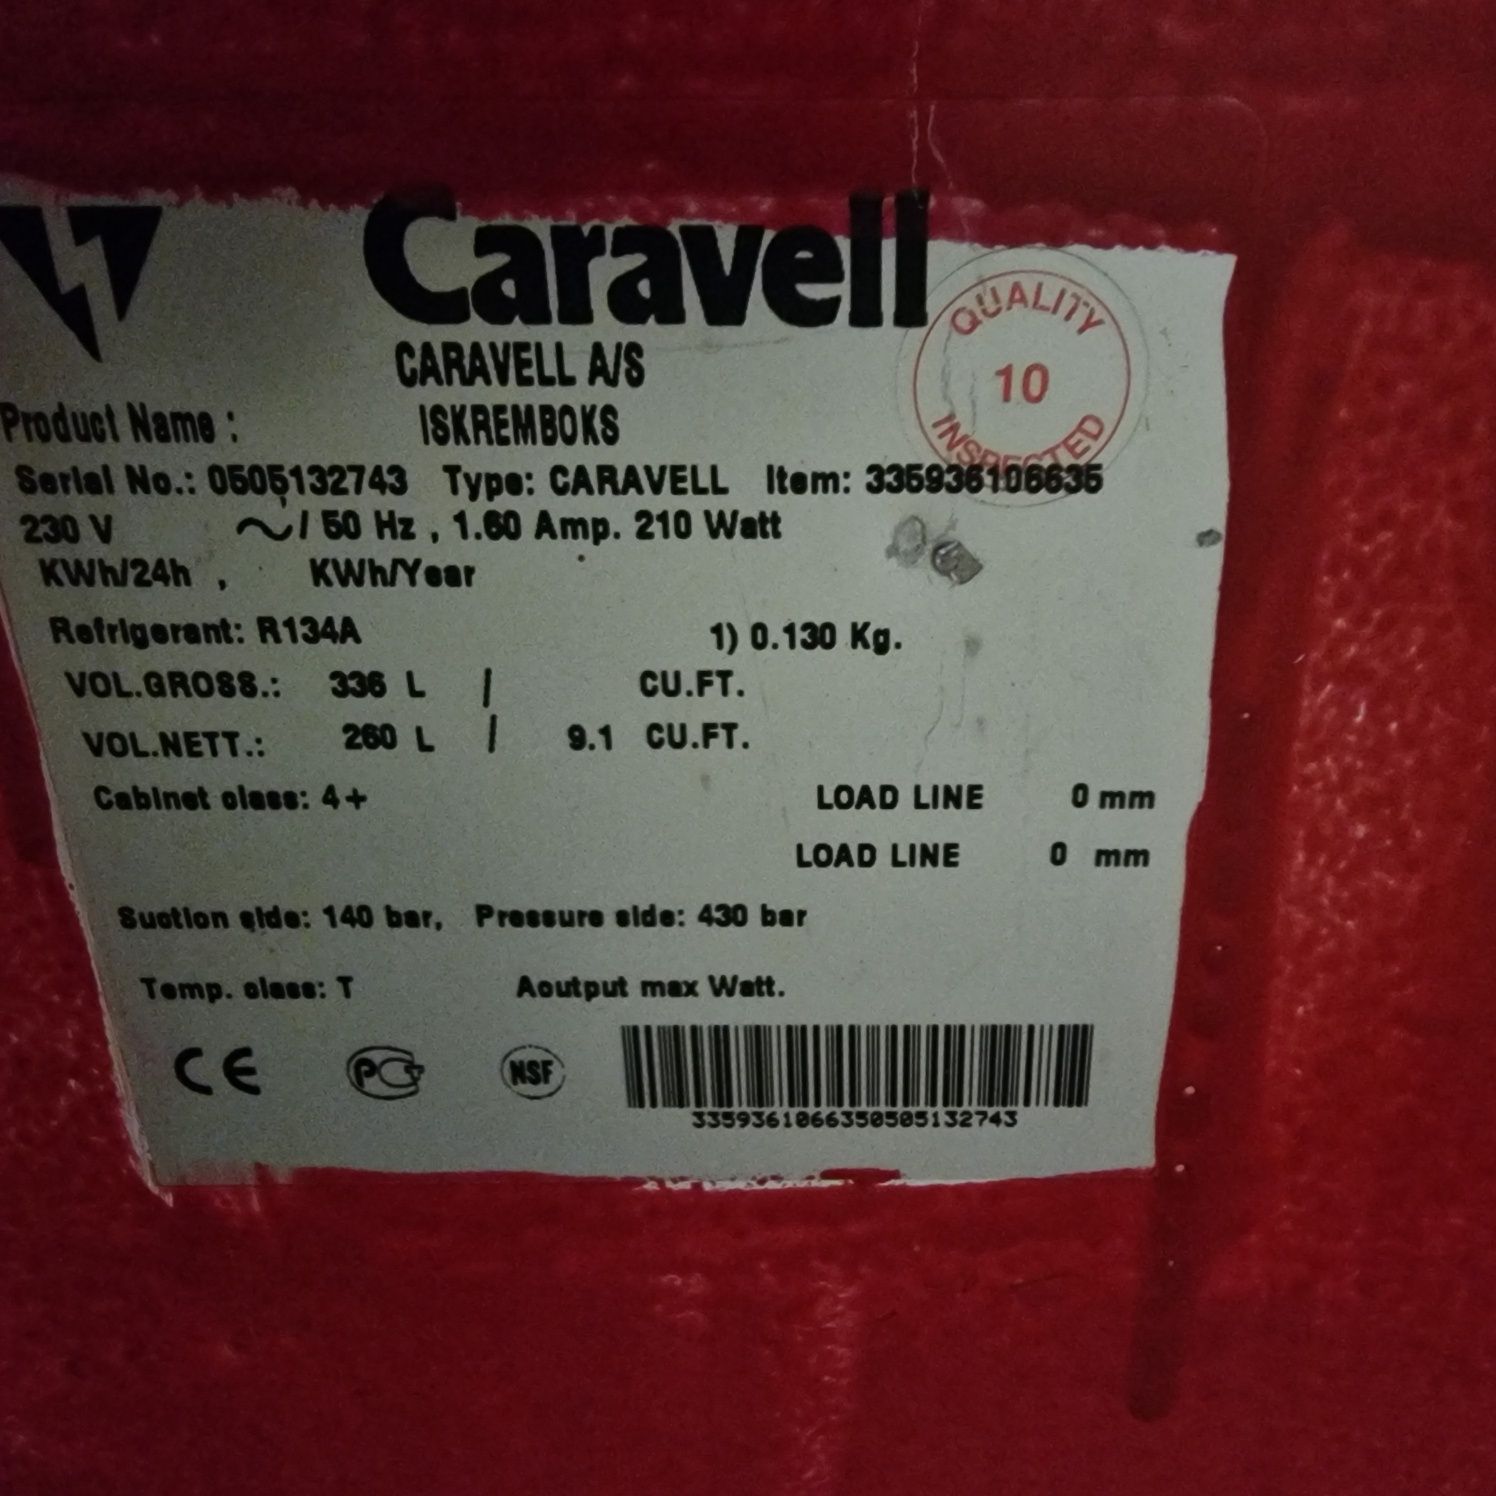 Caravell
CARAVELL A/S
QUALITY
10
INSPECTED
Product Name : ISKREMBOKS
Serial No.: 0505132743 Type: CARAVELL Item: 335936106635
230 V ~/ 50 Hz , 1.60 Amp. 210 Watt
KWh/24h , KWh/Year
Refrigerant: R134A 1) 0.130 Kg.
VOL.GROSS.: 336 L / CU.FT.
VOL.NETT.: 260 L / 9.1 CU.FT.
Cabinet class: 4+ LOAD LINE 0 mm
LOAD LINE 0 mm
Suction side: 140 bar, Pressure side: 430 bar
Temp. class: T Aoutput max Watt.
CE PCT NSF
3359361066350505132743